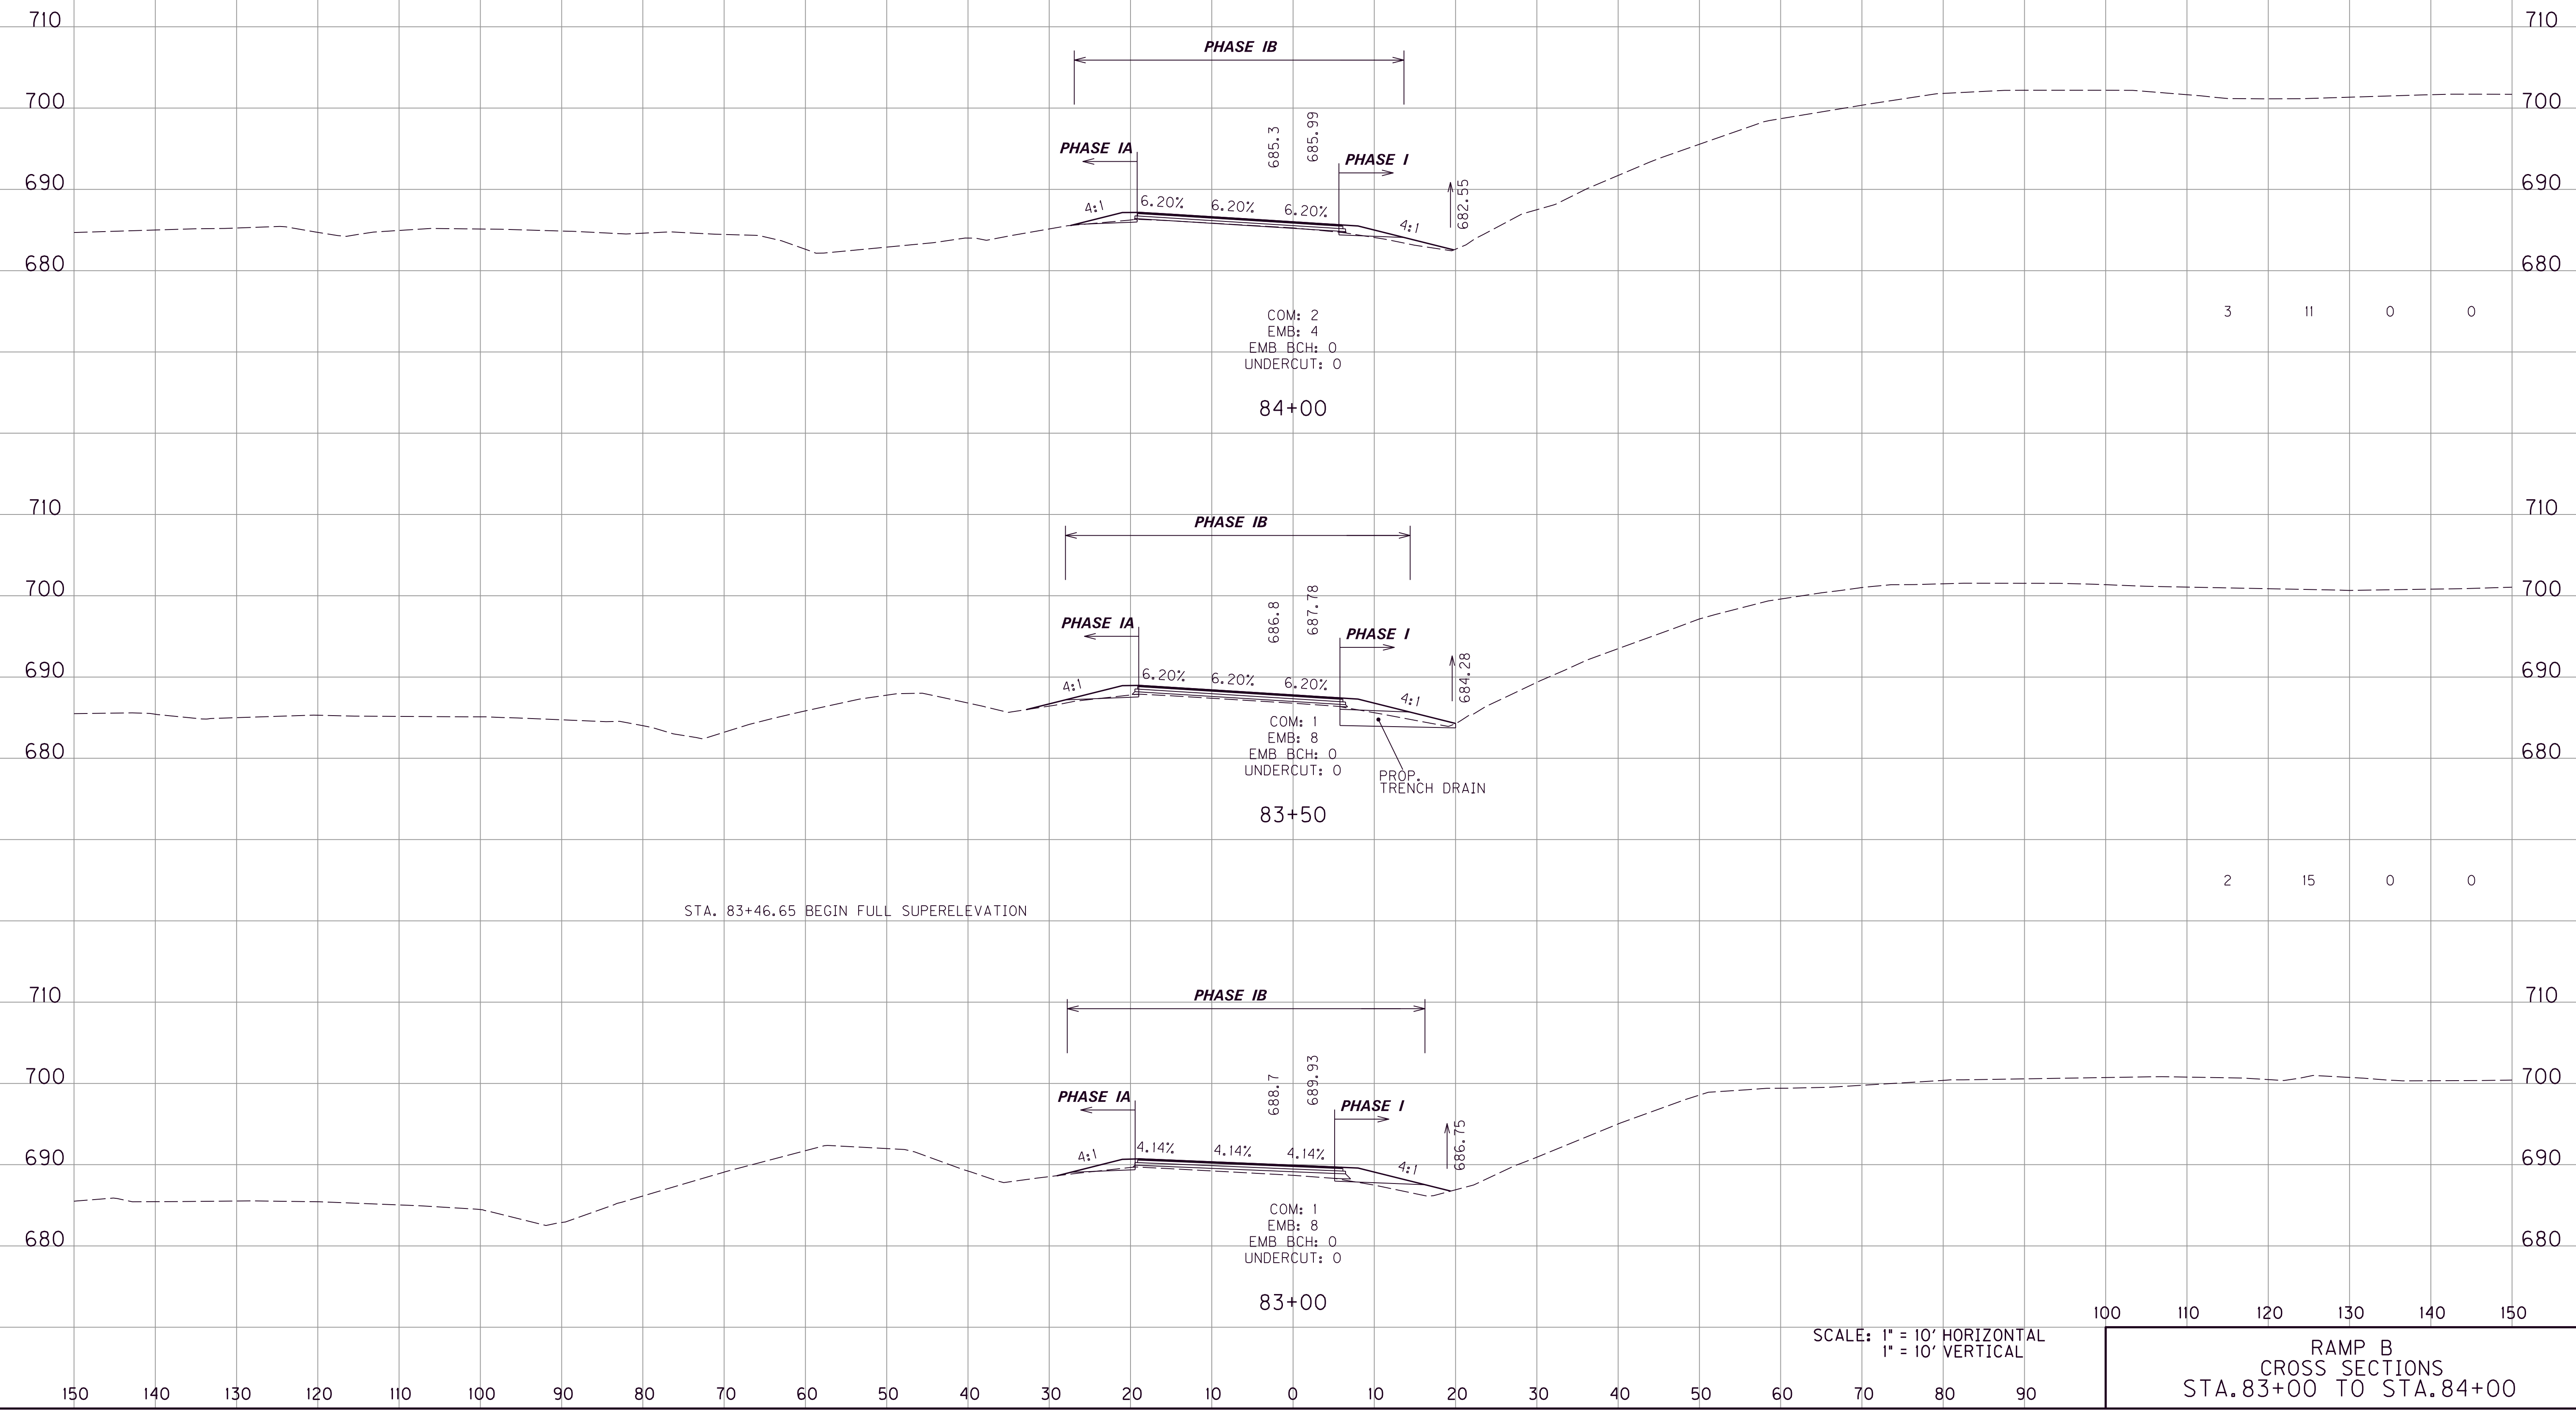 710 710
PHASE IB
700 700
685.3 685.99
PHASE IA PHASE I
690 690
682.55
4:1 6.20% 6.20% 6.20% 4:1
680 680
COM: 2 3 11 0 0
EMB: 4
EMB BCH: 0
UNDERCUT: 0
84+00
710 710
PHASE IB
700 700
686.8 687.78
PHASE IA PHASE I
690 690
684.28
4:1 6.20% 6.20% 6.20% 4:1
COM: 1
EMB: 8
680 EMB BCH: 0 680
UNDERCUT: 0
PROP.
TRENCH DRAIN
83+50
2 15 0 0
STA. 83+46.65 BEGIN FULL SUPERELEVATION
710 710
PHASE IB
700 700
688.7 689.93
PHASE IA PHASE I
686.75
690 690
4:1 4.14% 4.14% 4.14% 4:1
COM: 1
EMB: 8
680 EMB BCH: 0 680
UNDERCUT: 0
83+00
100 110 120 130 140 150
SCALE: 1" = 10' HORIZONTAL
1" = 10' VERTICAL
RAMP B
CROSS SECTIONS
STA.83+00 TO STA.84+00
150 140 130 120 110 100 90 80 70 60 50 40 30 20 10 0 10 20 30 40 50 60 70 80 90